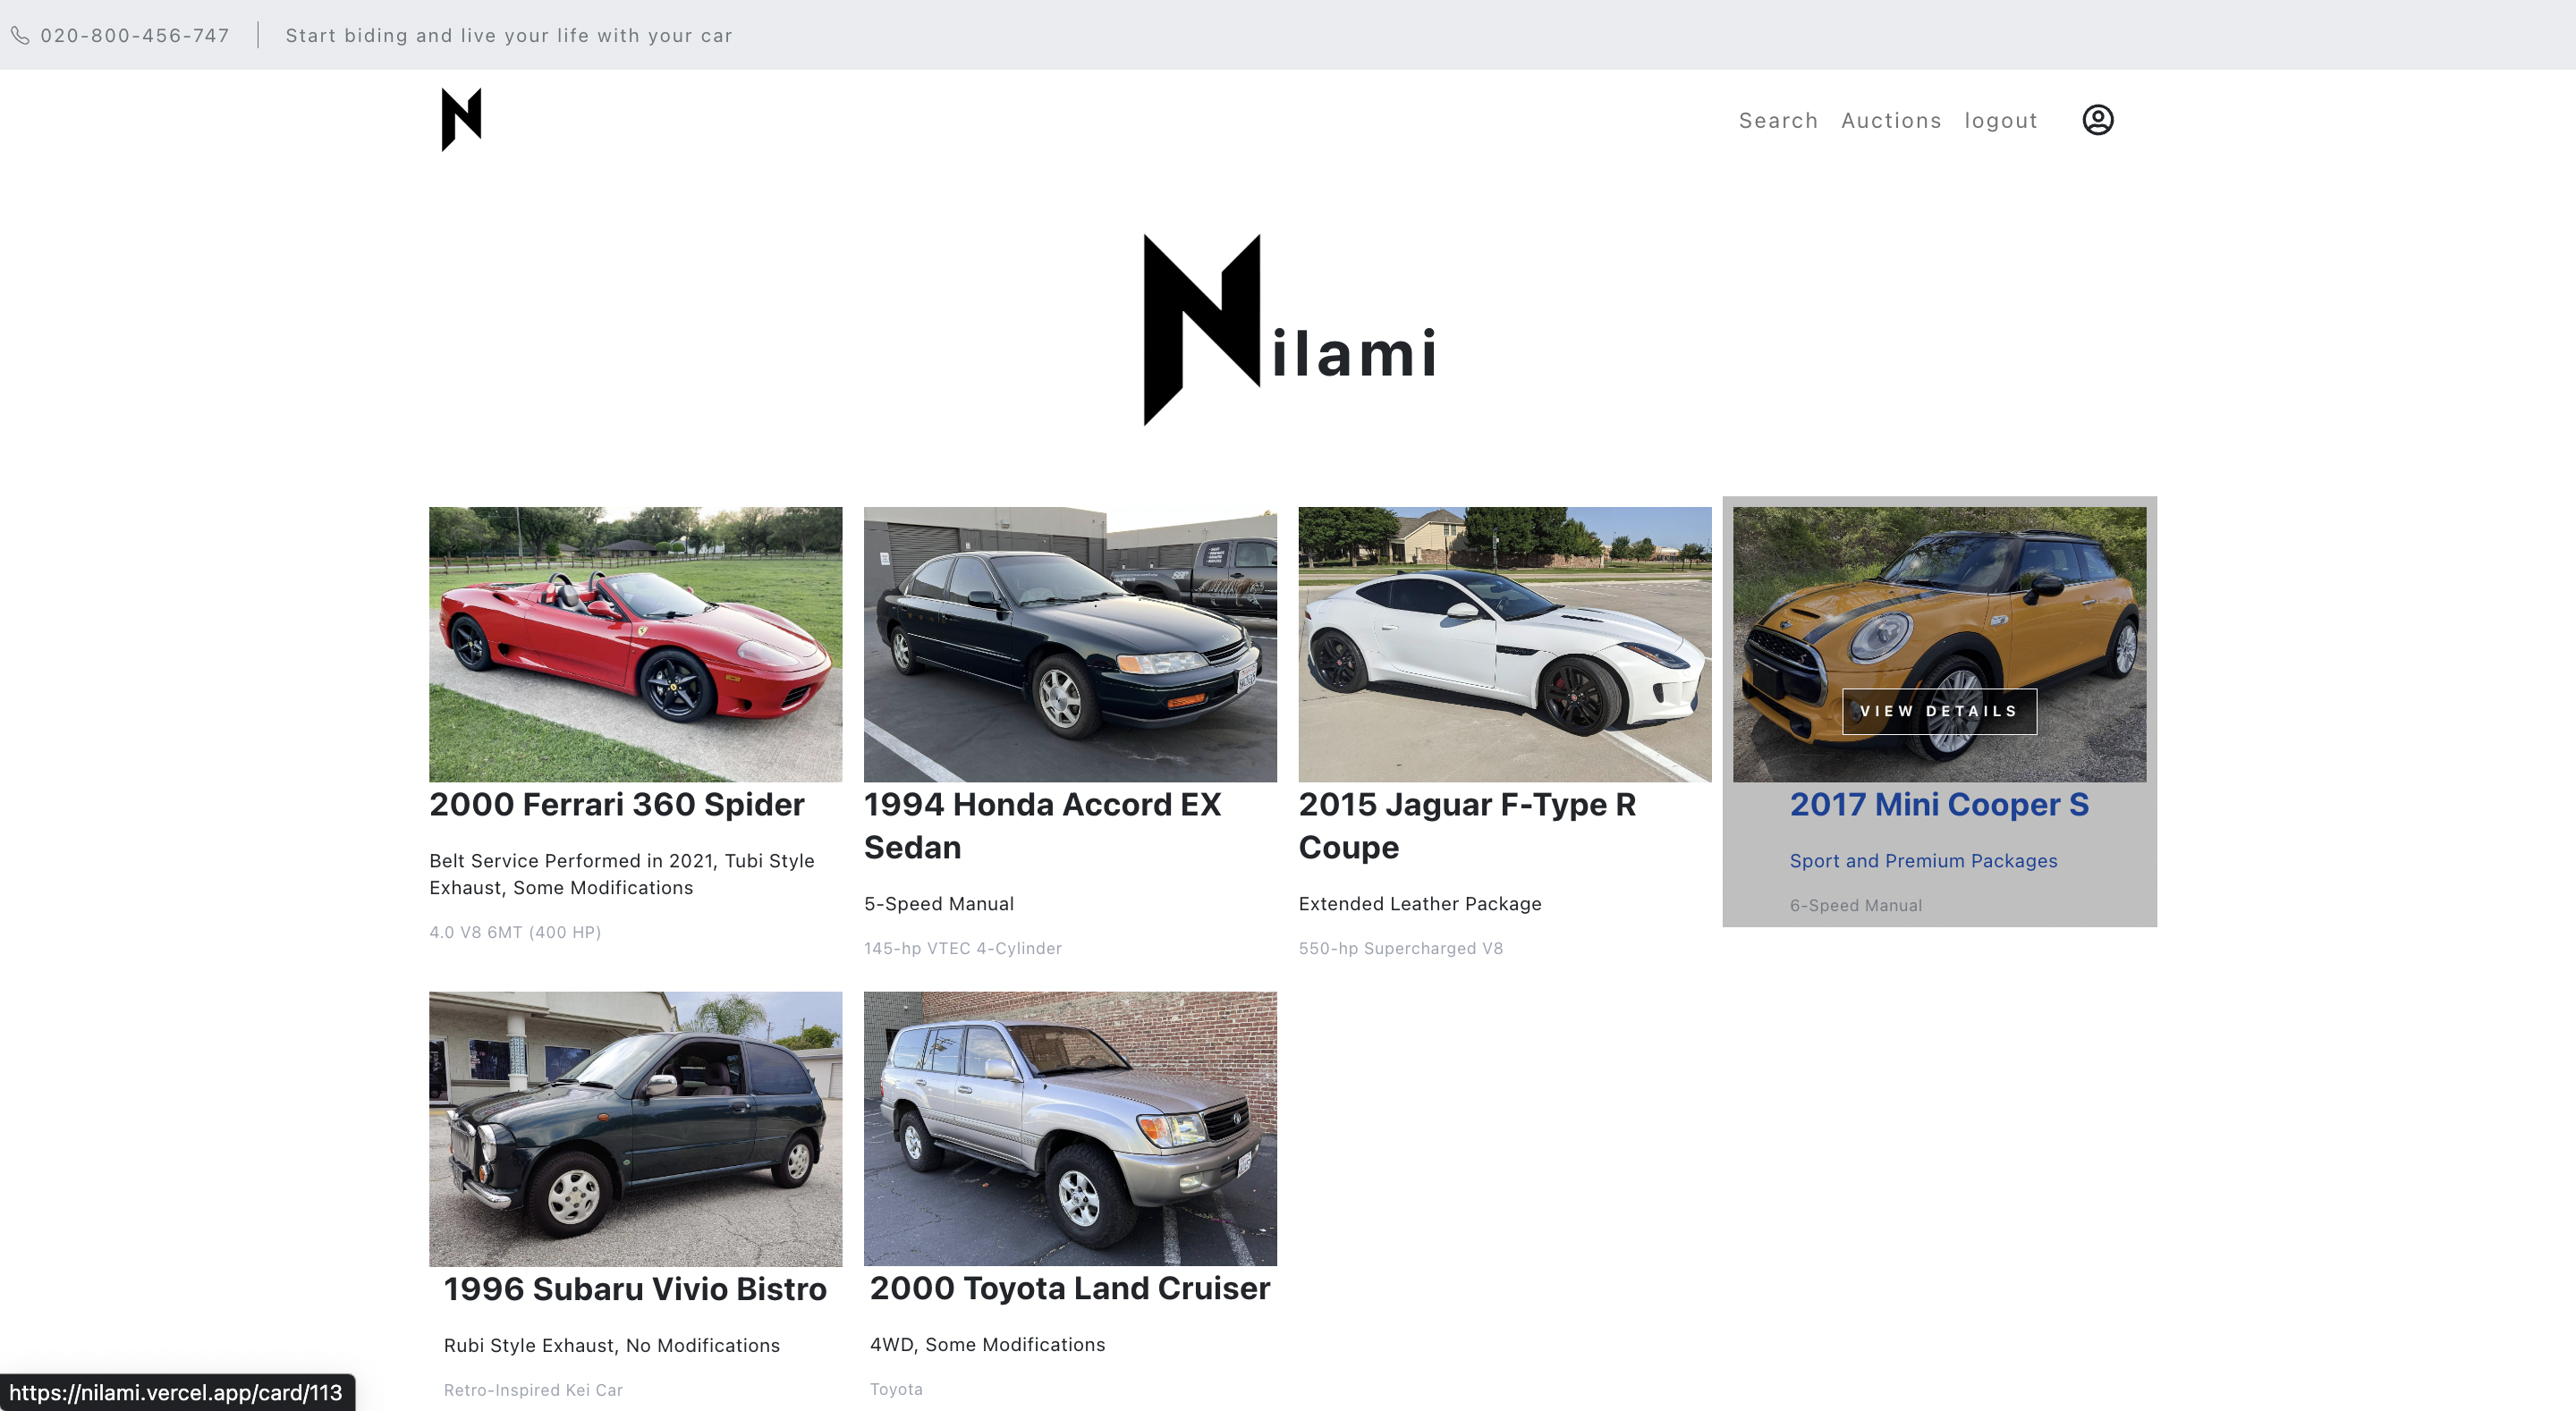 020-800-456-747
Start biding and live your life with your car
N
Search Auctions logout
Nilami
VIEW DETAILS
2000 Ferrari 360 Spider
Belt Service Performed in 2021, Tubi Style
Exhaust, Some Modifications
4.0 V8 6MT (400 HP)
1994 Honda Accord EX
Sedan
5-Speed Manual
145-hp VTEC 4-Cylinder
2015 Jaguar F-Type R
Coupe
Extended Leather Package
550-hp Supercharged V8
2017 Mini Cooper S
Sport and Premium Packages
6-Speed Manual
1996 Subaru Vivio Bistro
Rubi Style Exhaust, No Modifications
Retro-Inspired Kei Car
2000 Toyota Land Cruiser
4WD, Some Modifications
Toyota
https://nilami.vercel.app/card/113